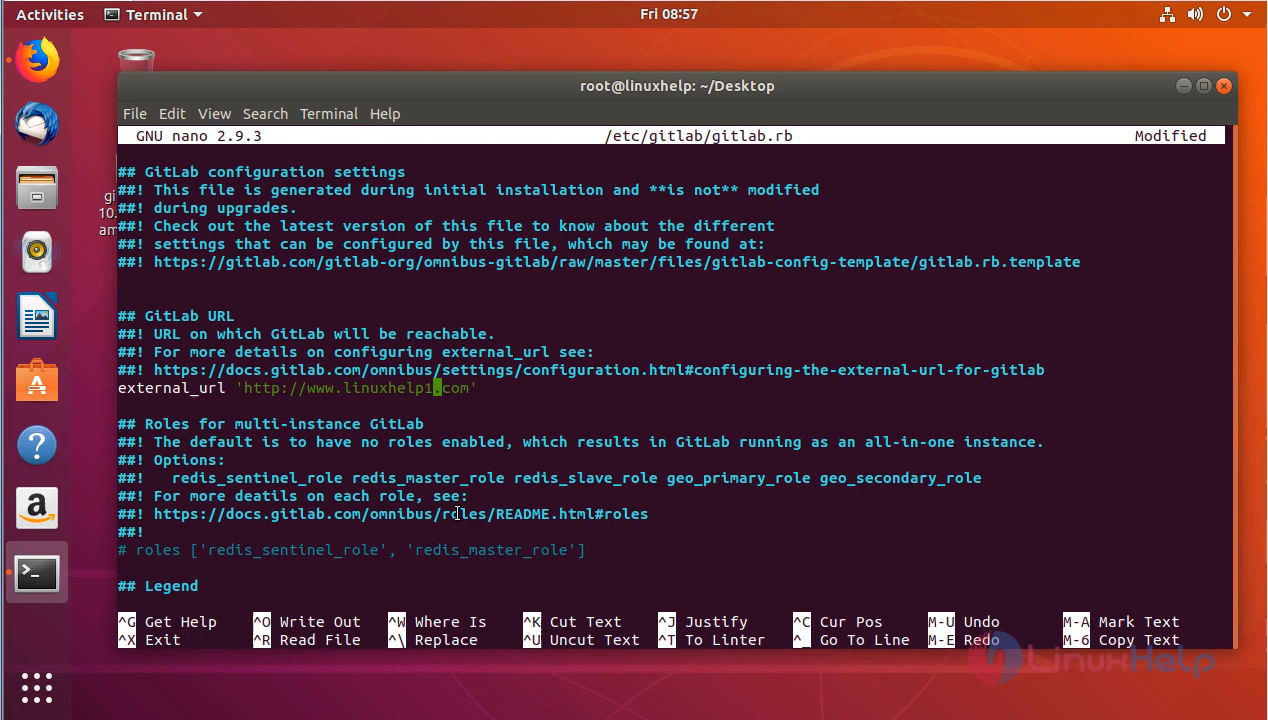 Activities Terminal Fri 08:57
root@linuxhelp: ~/Desktop
File Edit View Search Terminal Help
GNU nano 2.9.3 /etc/gitlab/gitlab.rb Modified
## GitLab configuration settings
##! This file is generated during initial installation and **is not** modified
##! during upgrades.
##! Check out the latest version of this file to know about the different
##! settings that can be configured by this file, which may be found at:
##! https://gitlab.com/gitlab-org/omnibus-gitlab/raw/master/files/gitlab-config-template/gitlab.rb.template
gi
10.
am
## GitLab URL
##! URL on which GitLab will be reachable.
##! For more details on configuring external_url see:
##! https://docs.gitlab.com/omnibus/settings/configuration.html#configuring-the-external-url-for-gitlab
external_url 'http://www.linuxhelp1.com'
## Roles for multi-instance GitLab
##! The default is to have no roles enabled, which results in GitLab running as an all-in-one instance.
##! Options:
##!   redis_sentinel_role redis_master_role redis_slave_role geo_primary_role geo_secondary_role
##! For more deatils on each role, see:
##! https://docs.gitlab.com/omnibus/roles/README.html#roles
##!
# roles ['redis_sentinel_role', 'redis_master_role']
## Legend
^G Get Help ^O Write Out ^W Where Is ^K Cut Text ^J Justify ^C Cur Pos M-U Undo M-A Mark Text
^X Exit ^R Read File ^\ Replace ^U Uncut Text ^T To Linter ^_ Go To Line M-E Redo M-6 Copy Text
LinuxHelp